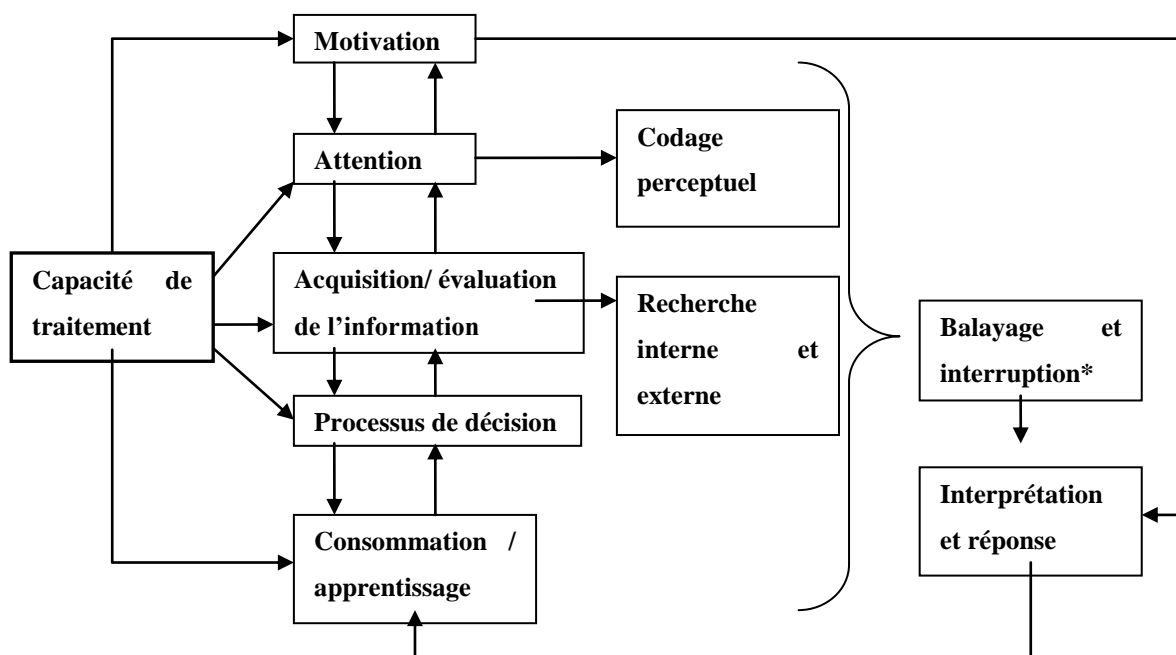 Motivation
Attention
Codage
perceptuel
Capacité de
traitement
Acquisition/ évaluation
de l’information
Recherche
interne et
externe
Balayage et
interruption*
Processus de décision
Interprétation
et réponse
Consommation /
apprentissage